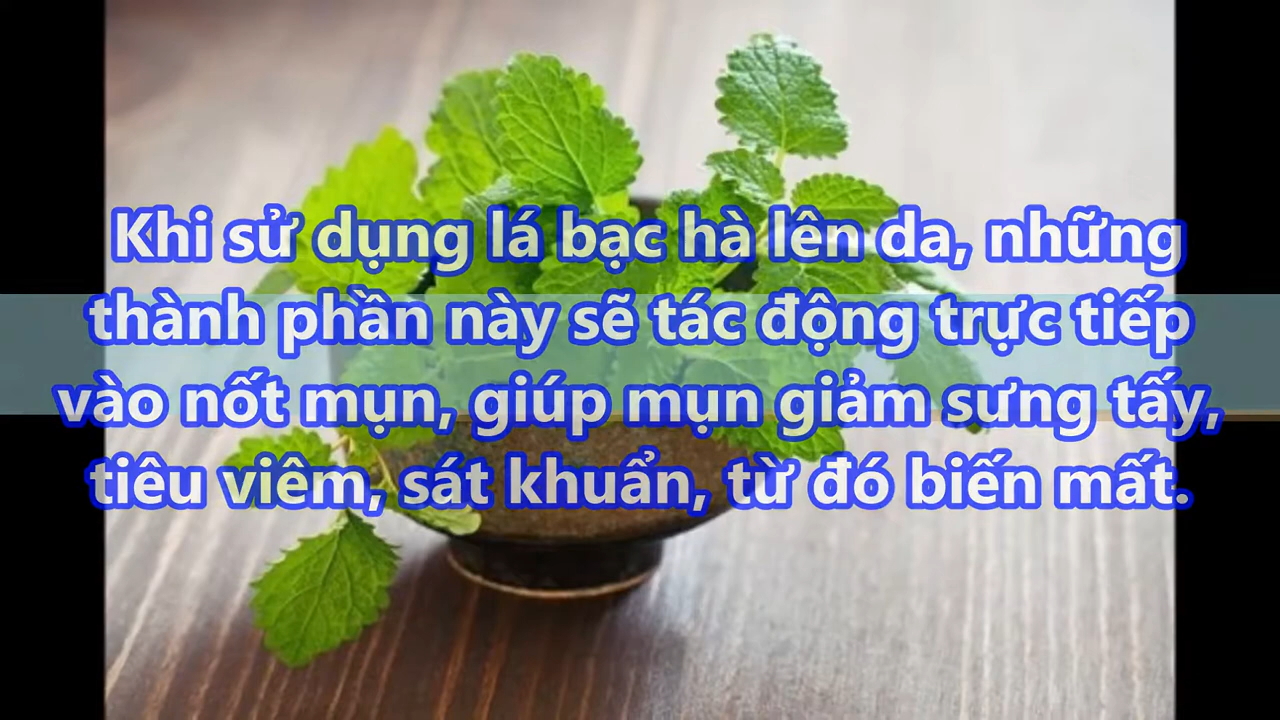 Khi sử dụng lá bạc hà lên da, những
thành phần này sẽ tác động trực tiếp
vào nốt mụn, giúp mụn giảm sưng tấy,
tiêu viêm, sát khuẩn, từ đó biến mất.